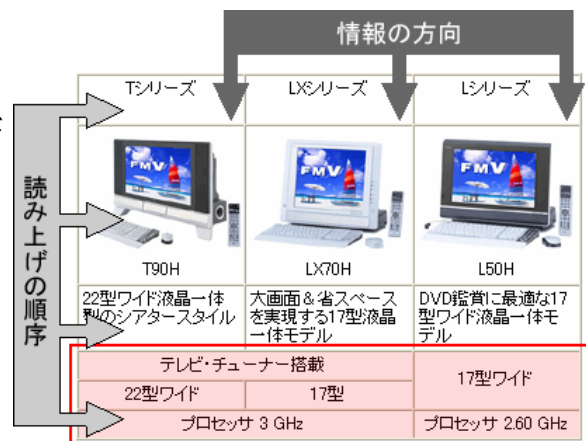 情報の方向
読み上げの順序
Tシリーズ
LXシリーズ
Lシリーズ
FMV
FMV
FMV
T90H
LX70H
L50H
22型ワイド液晶一体
型のシアタースタイル
大画面&省スペース
を実現する17型液晶
一体モデル
DVD鑑賞に最適な17
型ワイド液晶一体モ
デル
テレビ・チューナー搭載
17型ワイド
22型ワイド
17型
プロセッサ 3 GHz
プロセッサ 2.60 GHz